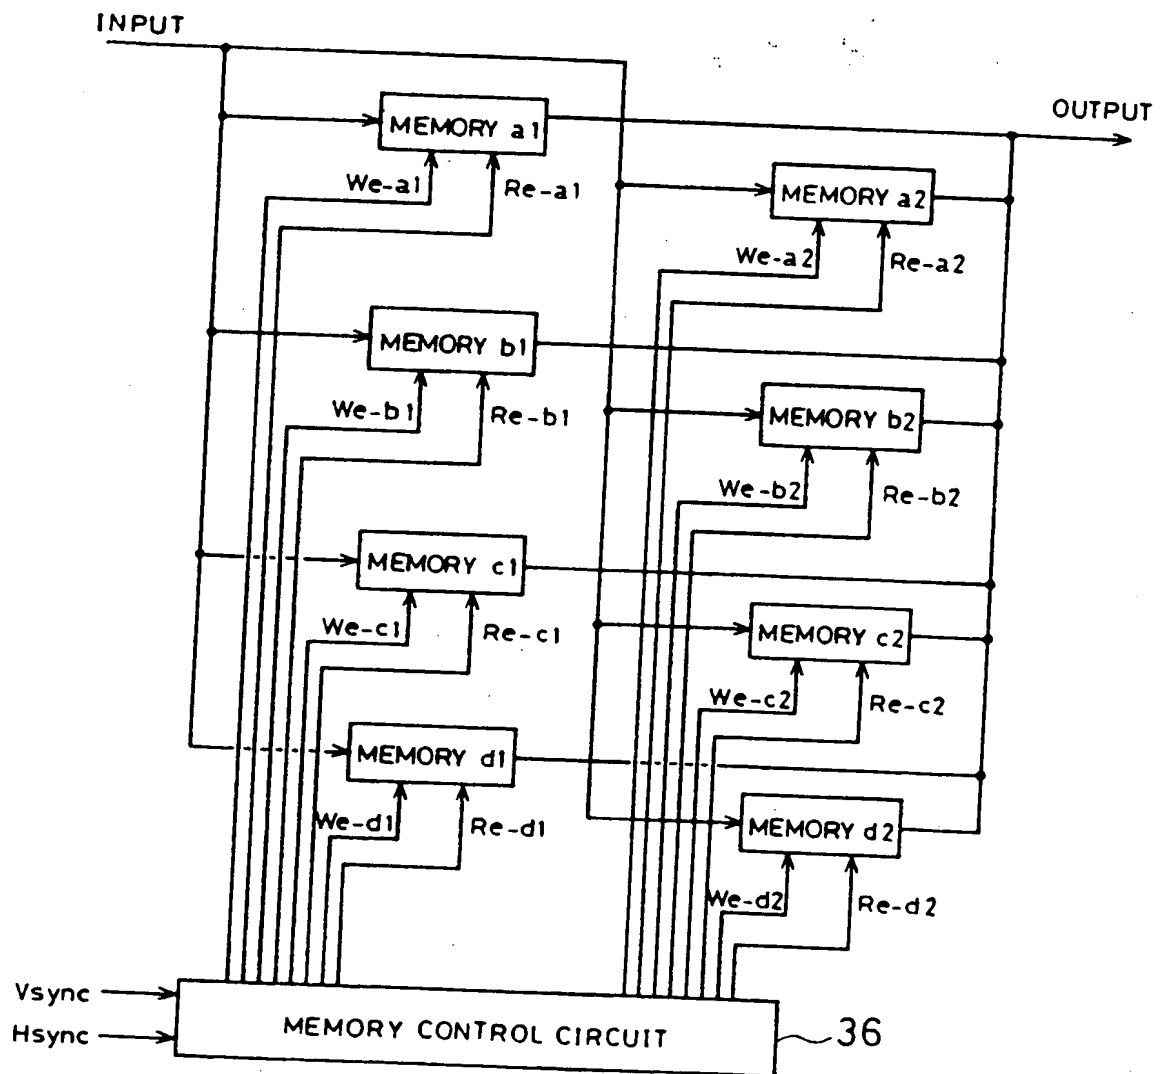 INPUT
OUTPUT
MEMORY a1
We-a1
Re-a1
MEMORY a2
We-a2
Re-a2
MEMORY b1
We-b1
Re-b1
MEMORY b2
We-b2
Re-b2
MEMORY c1
We-c1
Re-c1
MEMORY c2
We-c2
Re-c2
MEMORY d1
We-d1
Re-d1
MEMORY d2
We-d2
Re-d2
Vsync
Hsync
MEMORY CONTROL CIRCUIT
36